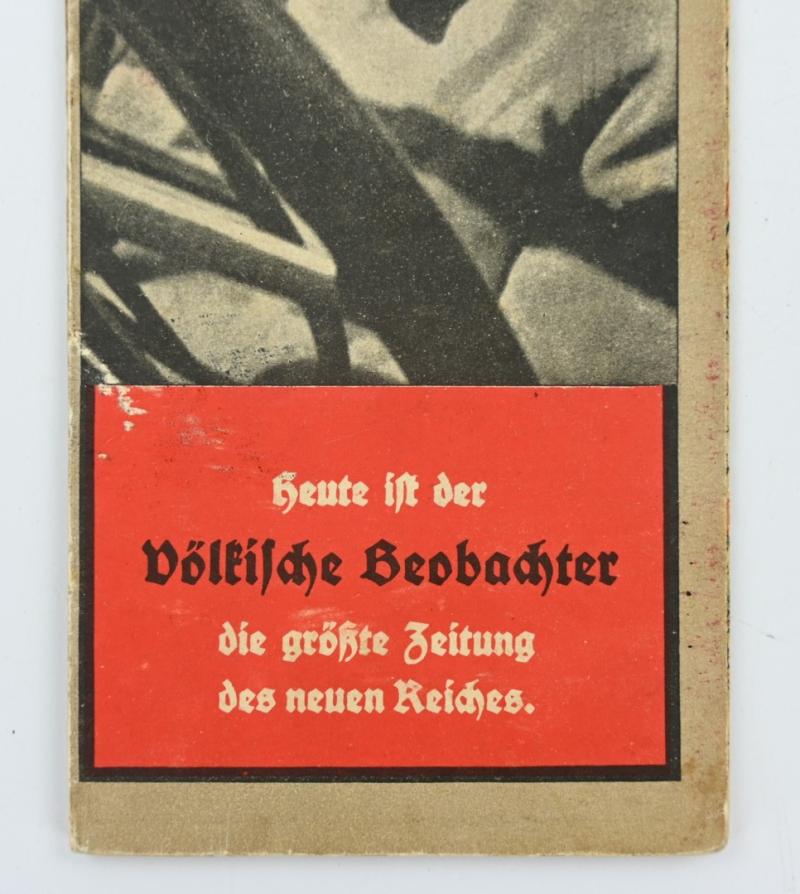 Heute ist der
Völkische Beobachter
die größte Zeitung
des neuen Reiches.